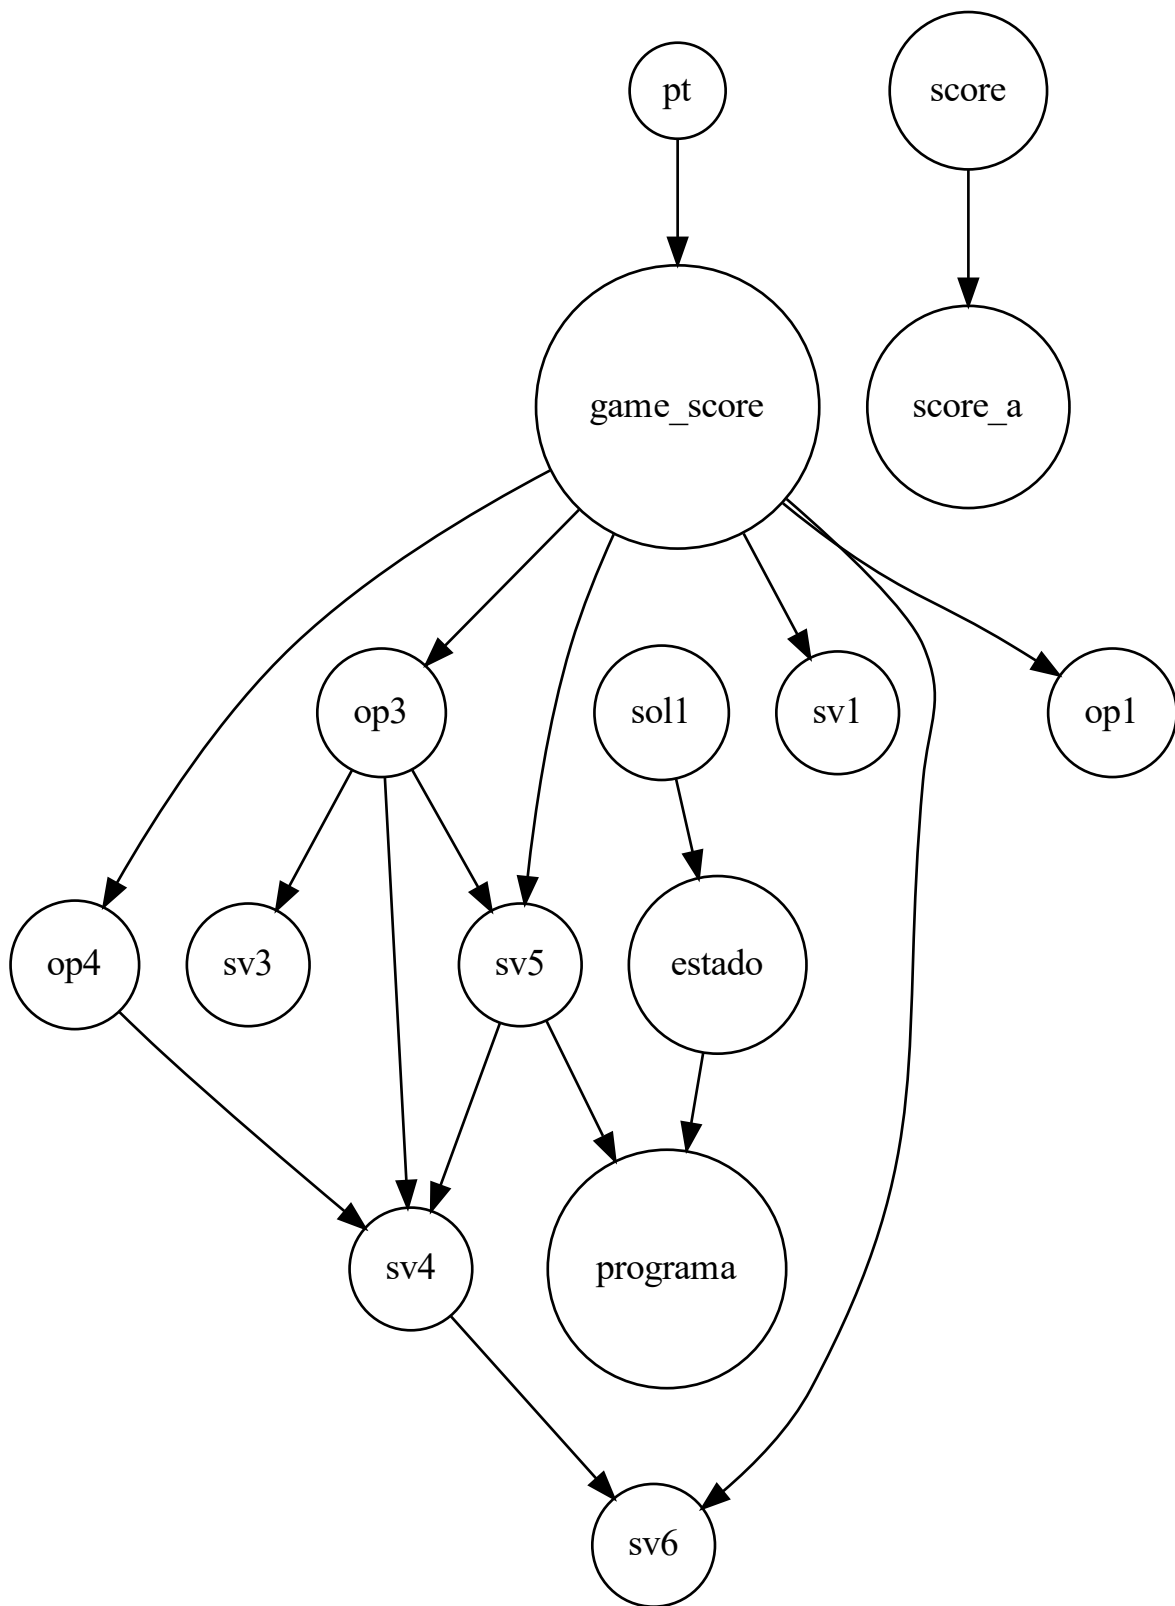 pt
score
game_score
score_a
op3
sol1
sv1
op1
op4
sv3
sv5
estado
sv4
programa
sv6